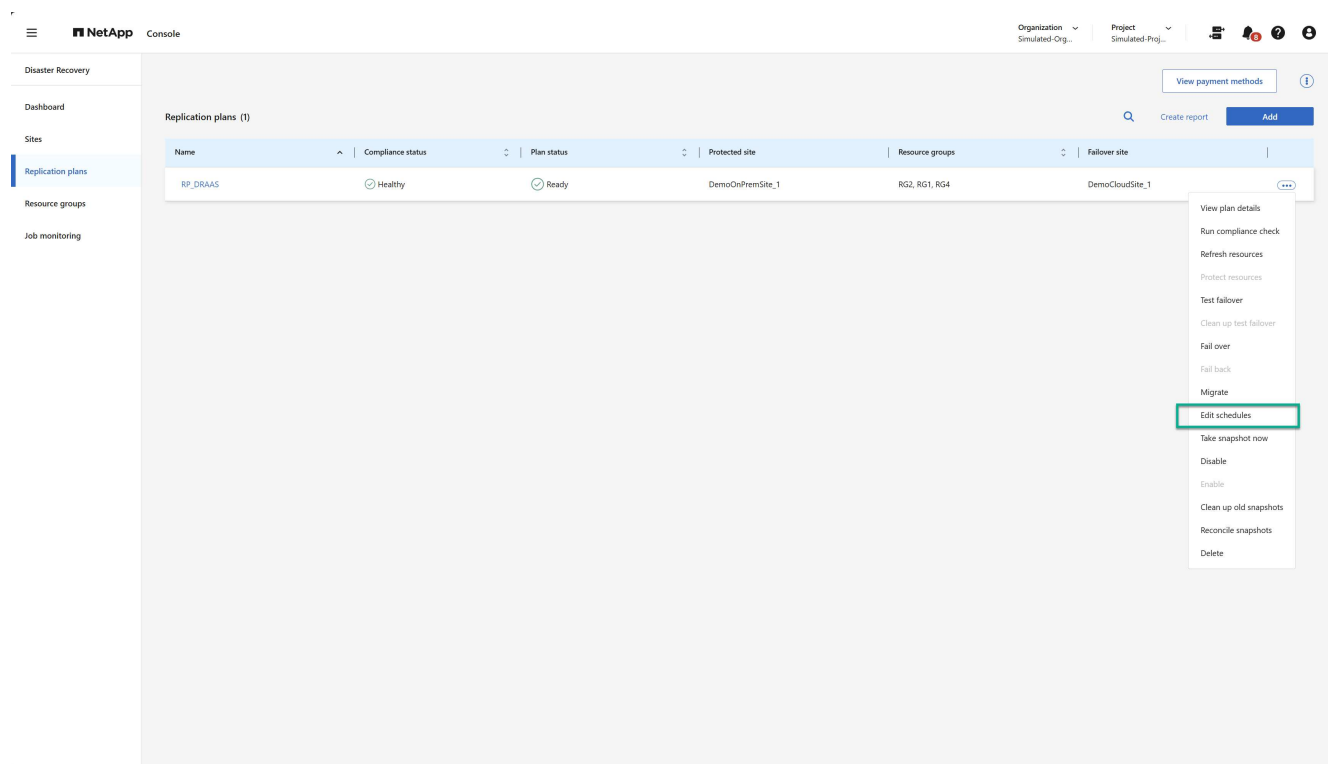 NetApp Console
Organization
Simulated-Org...
Project
Simulated-Proj...
8
Disaster Recovery
Dashboard
Sites
Replication plans
Resource groups
Job monitoring
View payment methods
Replication plans (1)
Create report
Add
Name Compliance status Plan status Protected site Resource groups Failover site
RP_DRAAS Healthy Ready DemoOnPremSite_1 RG2, RG1, RG4 DemoCloudSite_1
View plan details
Run compliance check
Refresh resources
Protect resources
Test failover
Clean up test failover
Fail over
Fail back
Migrate
Edit schedules
Take snapshot now
Disable
Enable
Clean up old snapshots
Reconcile snapshots
Delete